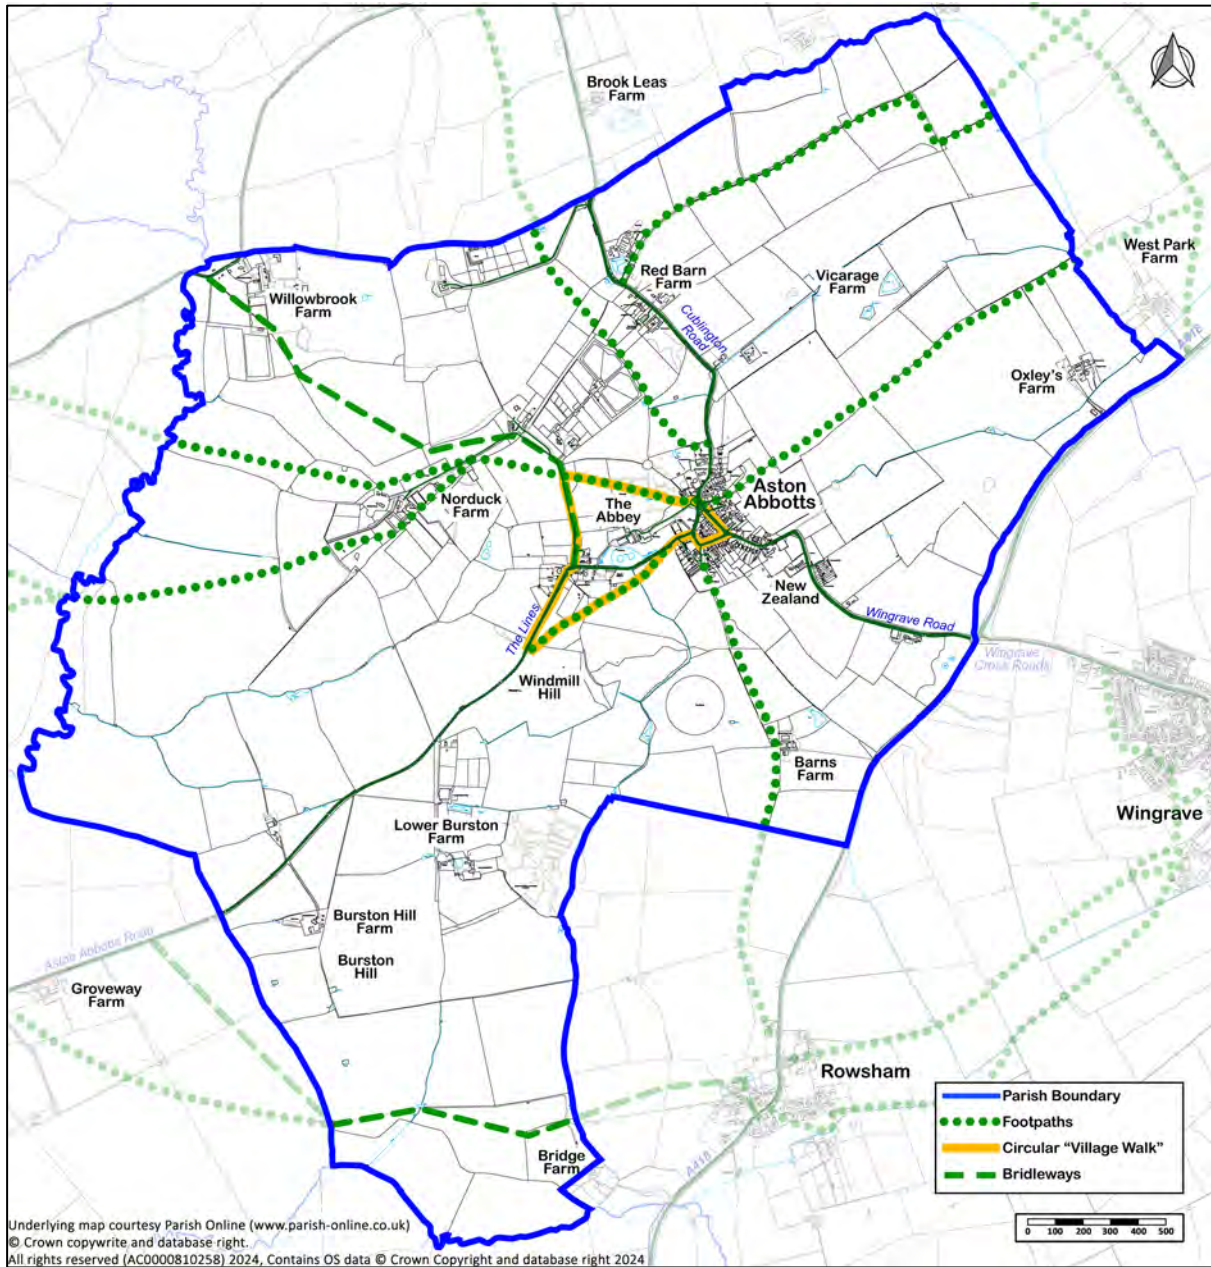 Brook Leas
Farm
West Park
Farm
Willowbrook
Farm
Red Barn
Farm
Vicarage
Farm
Cublington
Road
A418
Oxley's
Farm
Norduck
Farm
The
Abbey
Aston
Abbotts
New
Zealand
Wingrave Road
Wingrave
Cross Roads
The Lines
Windmill
Hill
Barns
Farm
Wingrave
Lower Burston
Farm
Burston Hill
Farm
Burston
Hill
Aston Abbotts Road
Groveway
Farm
Rowsham
Bridge
Farm
A418
Parish Boundary
Footpaths
Circular “Village Walk”
Bridleways
0 100 200 300 400 500
Underlying map courtesy Parish Online (www.parish-online.co.uk)
© Crown copywrite and database right.
All rights reserved (AC0000810258) 2024, Contains OS data © Crown Copyright and database right 2024